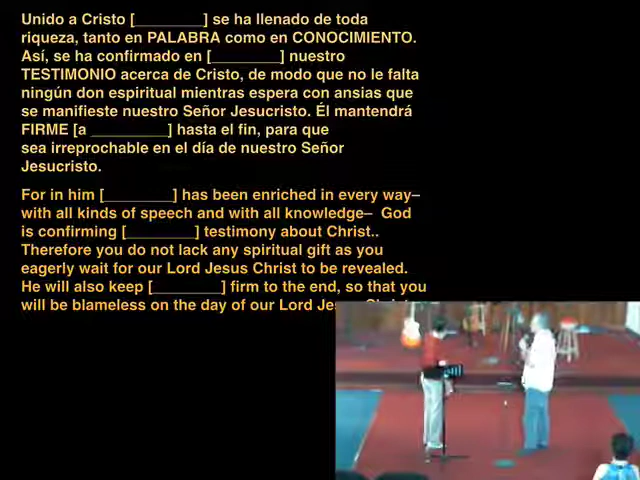 Unido a Cristo [________] se ha llenado de toda
riqueza, tanto en PALABRA como en CONOCIMIENTO.
Así, se ha confirmado en [________] nuestro
TESTIMONIO acerca de Cristo, de modo que no le falta
ningún don espiritual mientras espera con ansias que
se manifieste nuestro Señor Jesucristo. Él mantendrá
FIRME [a _________] hasta el fin, para que
sea irreprochable en el día de nuestro Señor
Jesucristo.
For in him [________] has been enriched in every way–
with all kinds of speech and with all knowledge– God
is confirming [________] testimony about Christ..
Therefore you do not lack any spiritual gift as you
eagerly wait for our Lord Jesus Christ to be revealed.
He will also keep [________] firm to the end, so that you
will be blameless on the day of our Lord